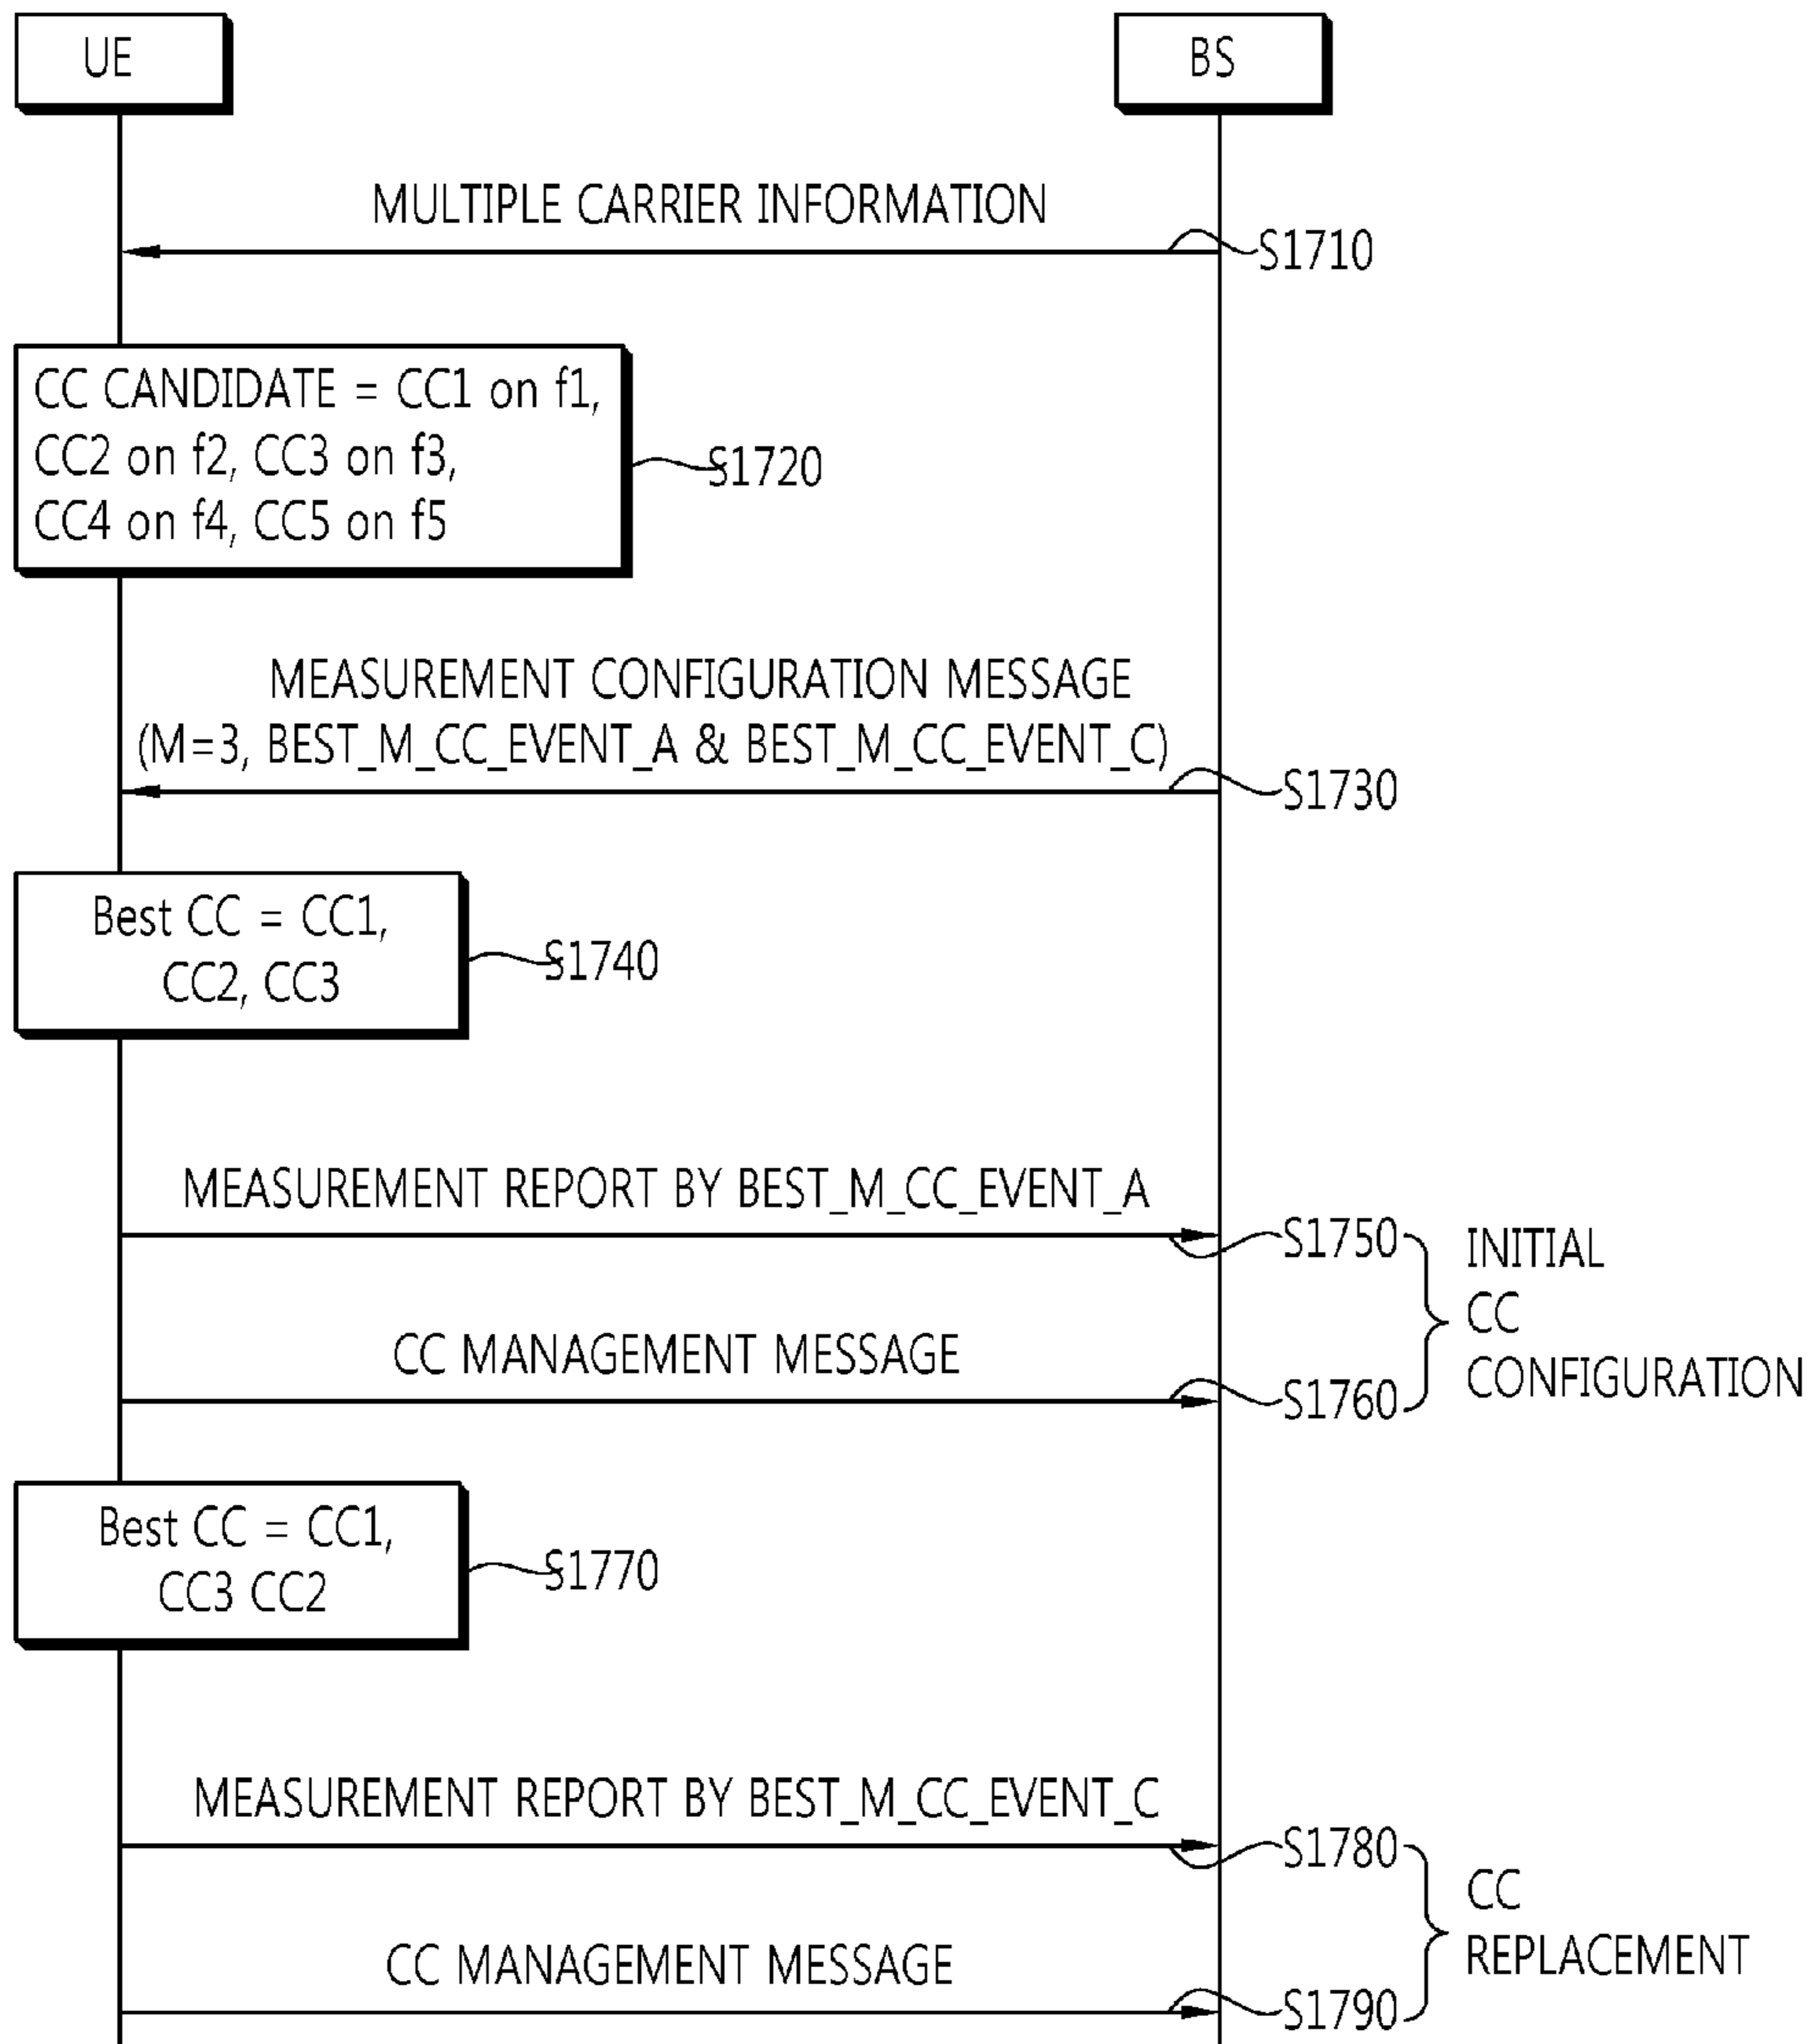 UE
BS
MULTIPLE CARRIER INFORMATION
S1710
CC CANDIDATE = CC1 on f1,
CC2 on f2, CC3 on f3,
CC4 on f4, CC5 on f5
S1720
MEASUREMENT CONFIGURATION MESSAGE
(M=3, BEST_M_CC_EVENT_A & BEST_M_CC_EVENT_C)
S1730
Best CC = CC1,
CC2, CC3
S1740
MEASUREMENT REPORT BY BEST_M_CC_EVENT_A
S1750
CC MANAGEMENT MESSAGE
S1760
INITIAL
CC
CONFIGURATION
Best CC = CC1,
CC3 CC2
S1770
MEASUREMENT REPORT BY BEST_M_CC_EVENT_C
S1780
CC MANAGEMENT MESSAGE
S1790
CC
REPLACEMENT